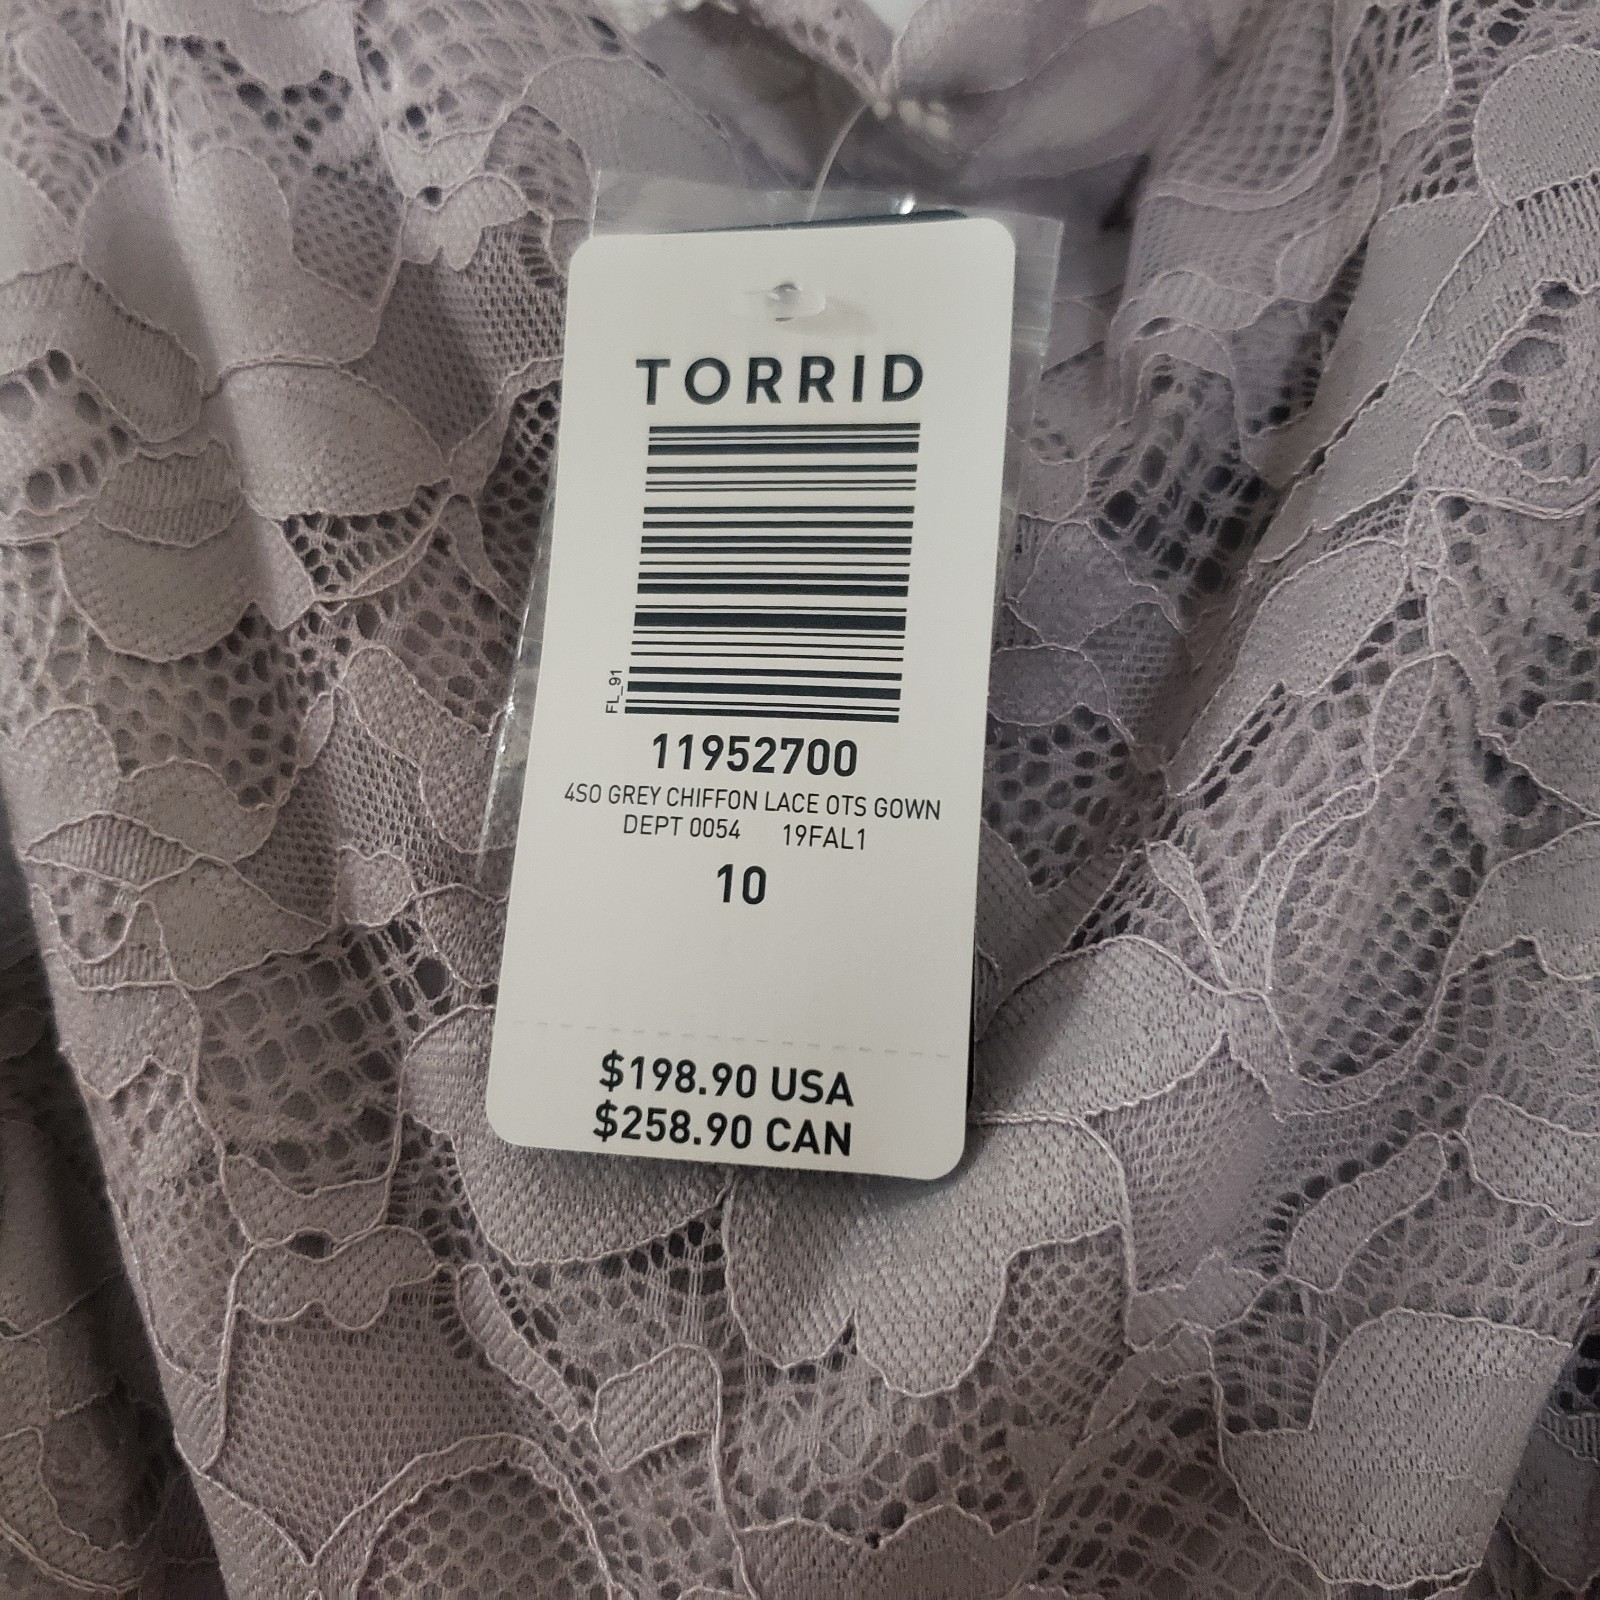 TORRID
FL_91
11952700
4SO GREY CHIFFON LACE OTS GOWN
DEPT 0054 19FAL1
10
$198.90 USA
$258.90 CAN